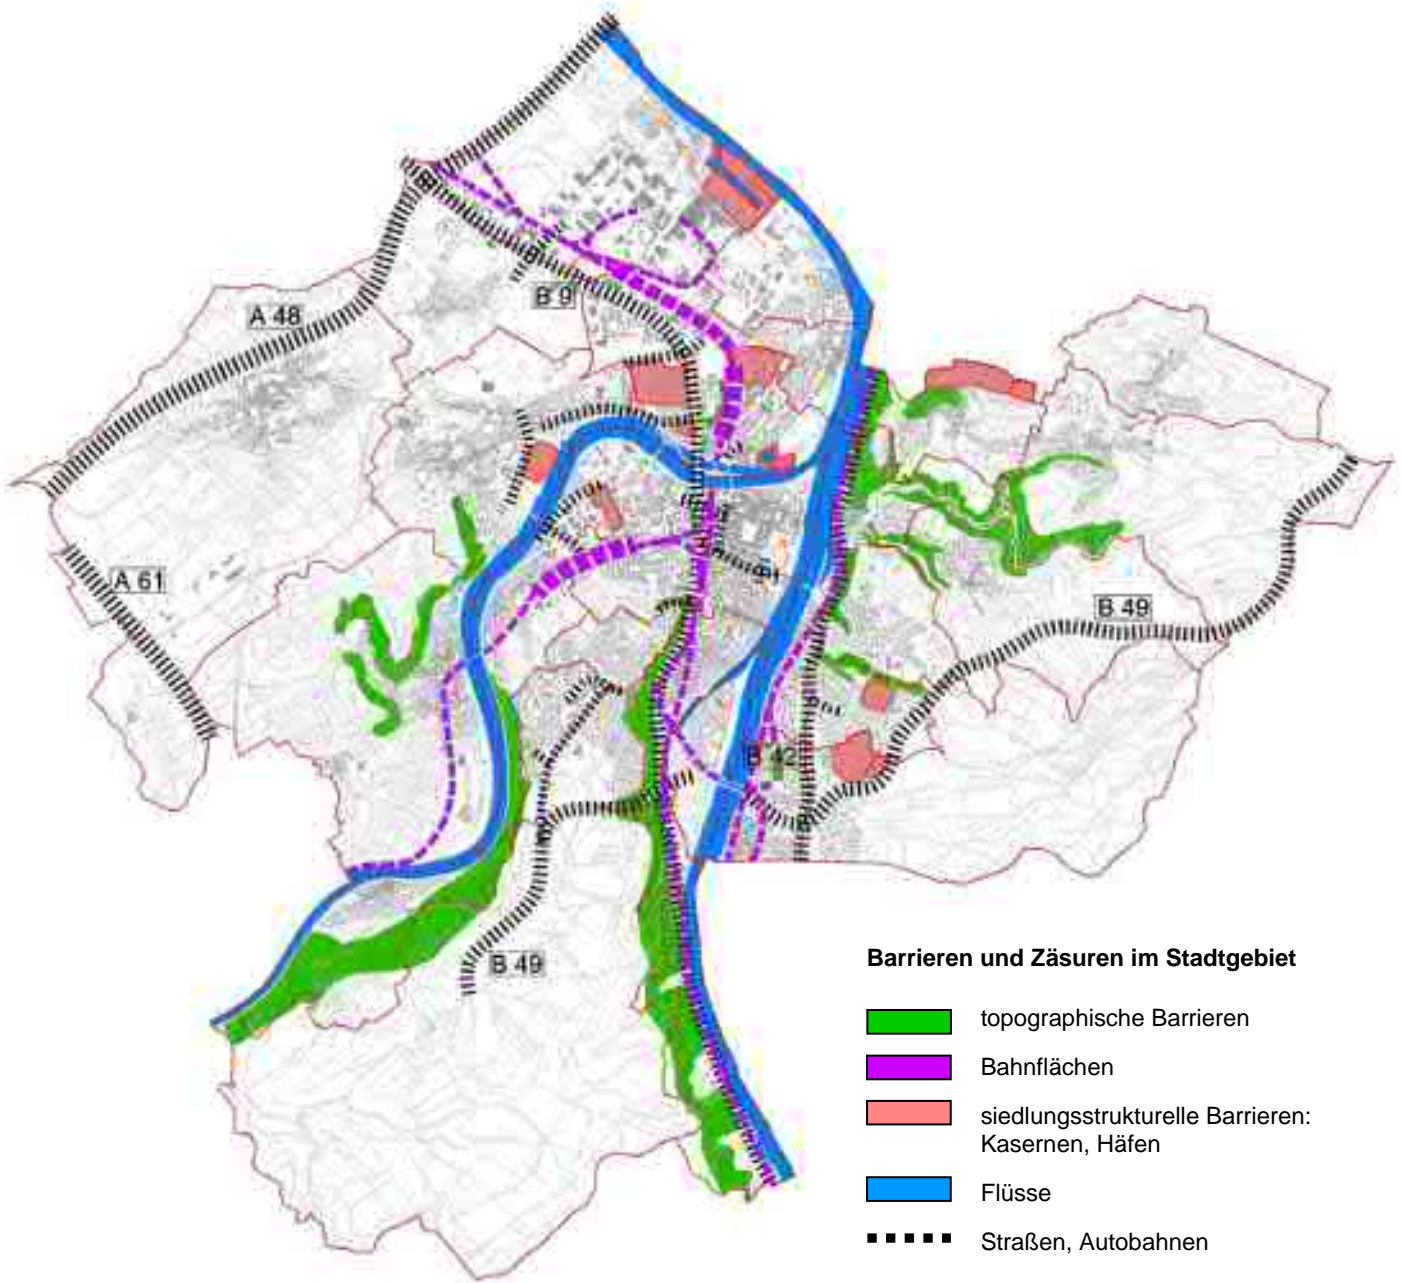 B 9
A 48
A 61
B 49
B 42
B 49
Barrieren und Zäsuren im Stadtgebiet
topographische Barrieren
Bahnflächen
siedlungsstrukturelle Barrieren:
Kasernen, Häfen
Flüsse
Straßen, Autobahnen